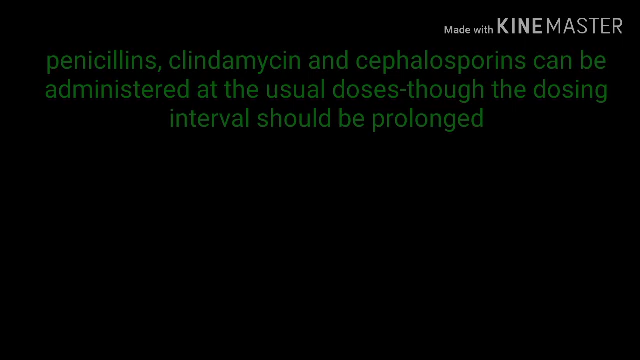 Made with KINEMASTER
penicillins, clindamycin and cephalosporins can be
administered at the usual doses-though the dosing
interval should be prolonged